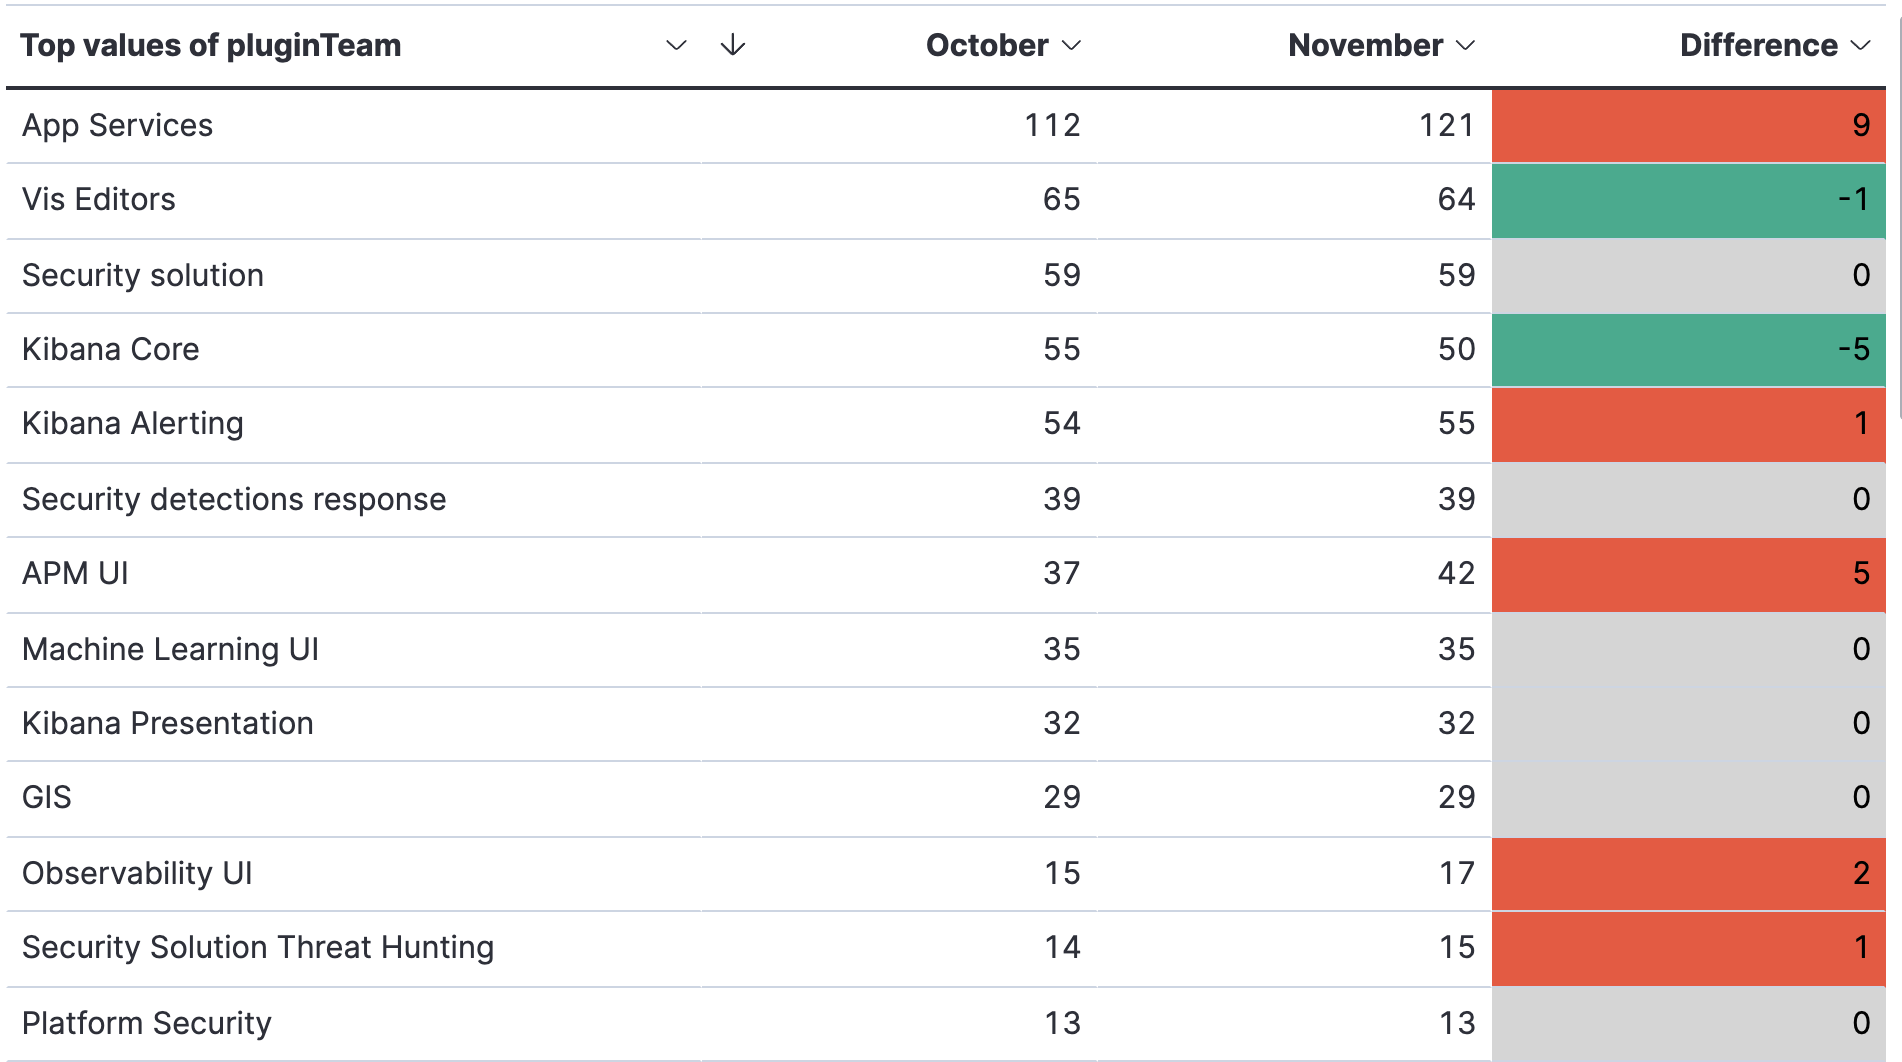 Top values of pluginTeam October November Difference
App Services 112 121 9
Vis Editors 65 64 -1
Security solution 59 59 0
Kibana Core 55 50 -5
Kibana Alerting 54 55 1
Security detections response 39 39 0
APM UI 37 42 5
Machine Learning UI 35 35 0
Kibana Presentation 32 32 0
GIS 29 29 0
Observability UI 15 17 2
Security Solution Threat Hunting 14 15 1
Platform Security 13 13 0